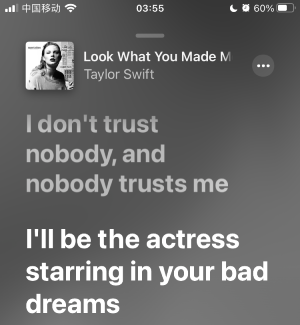 中国移动
03:55
60%
Look What You Made M
Taylor Swift
I don't trust
nobody, and
nobody trusts me
I'll be the actress
starring in your bad
dreams